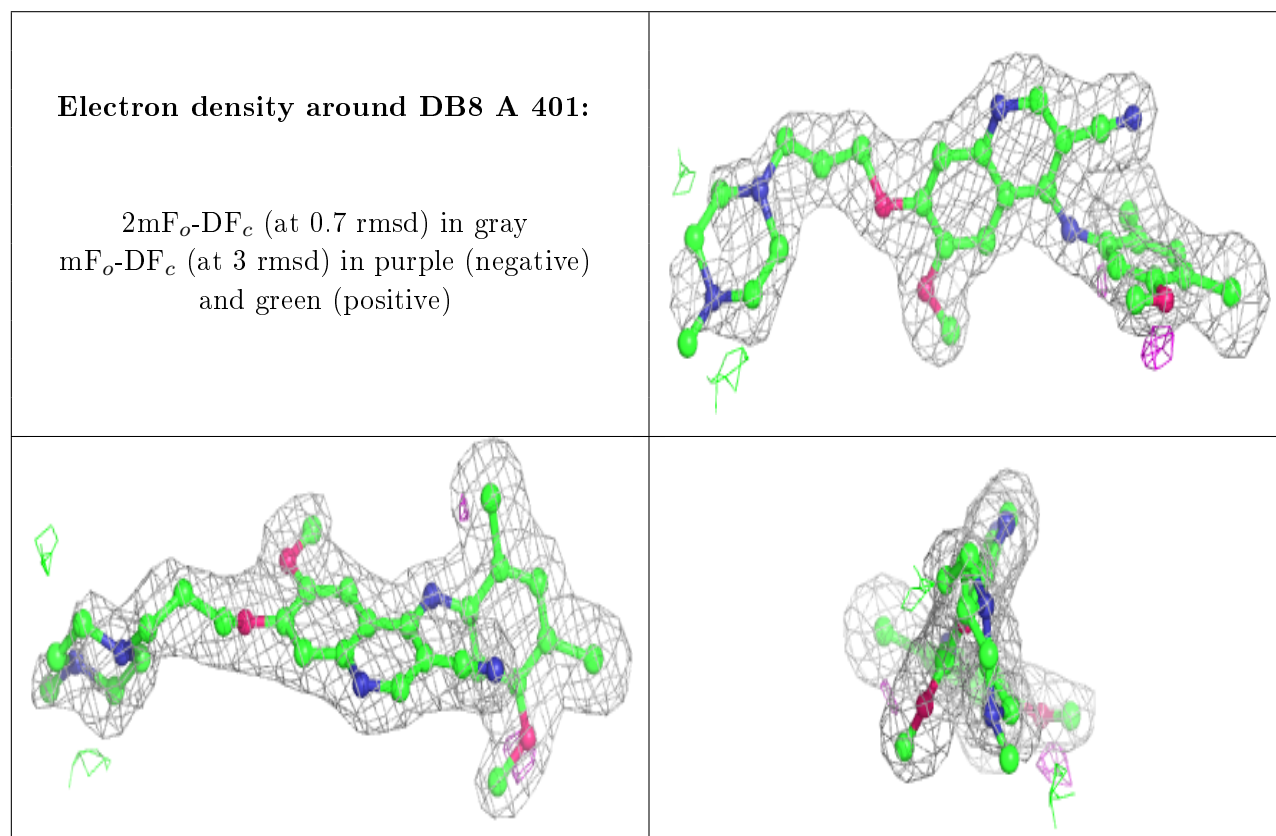 Electron density around DB8 A 401:
2mFo-DFc (at 0.7 rmsd) in gray
mFo-DFc (at 3 rmsd) in purple (negative)
and green (positive)